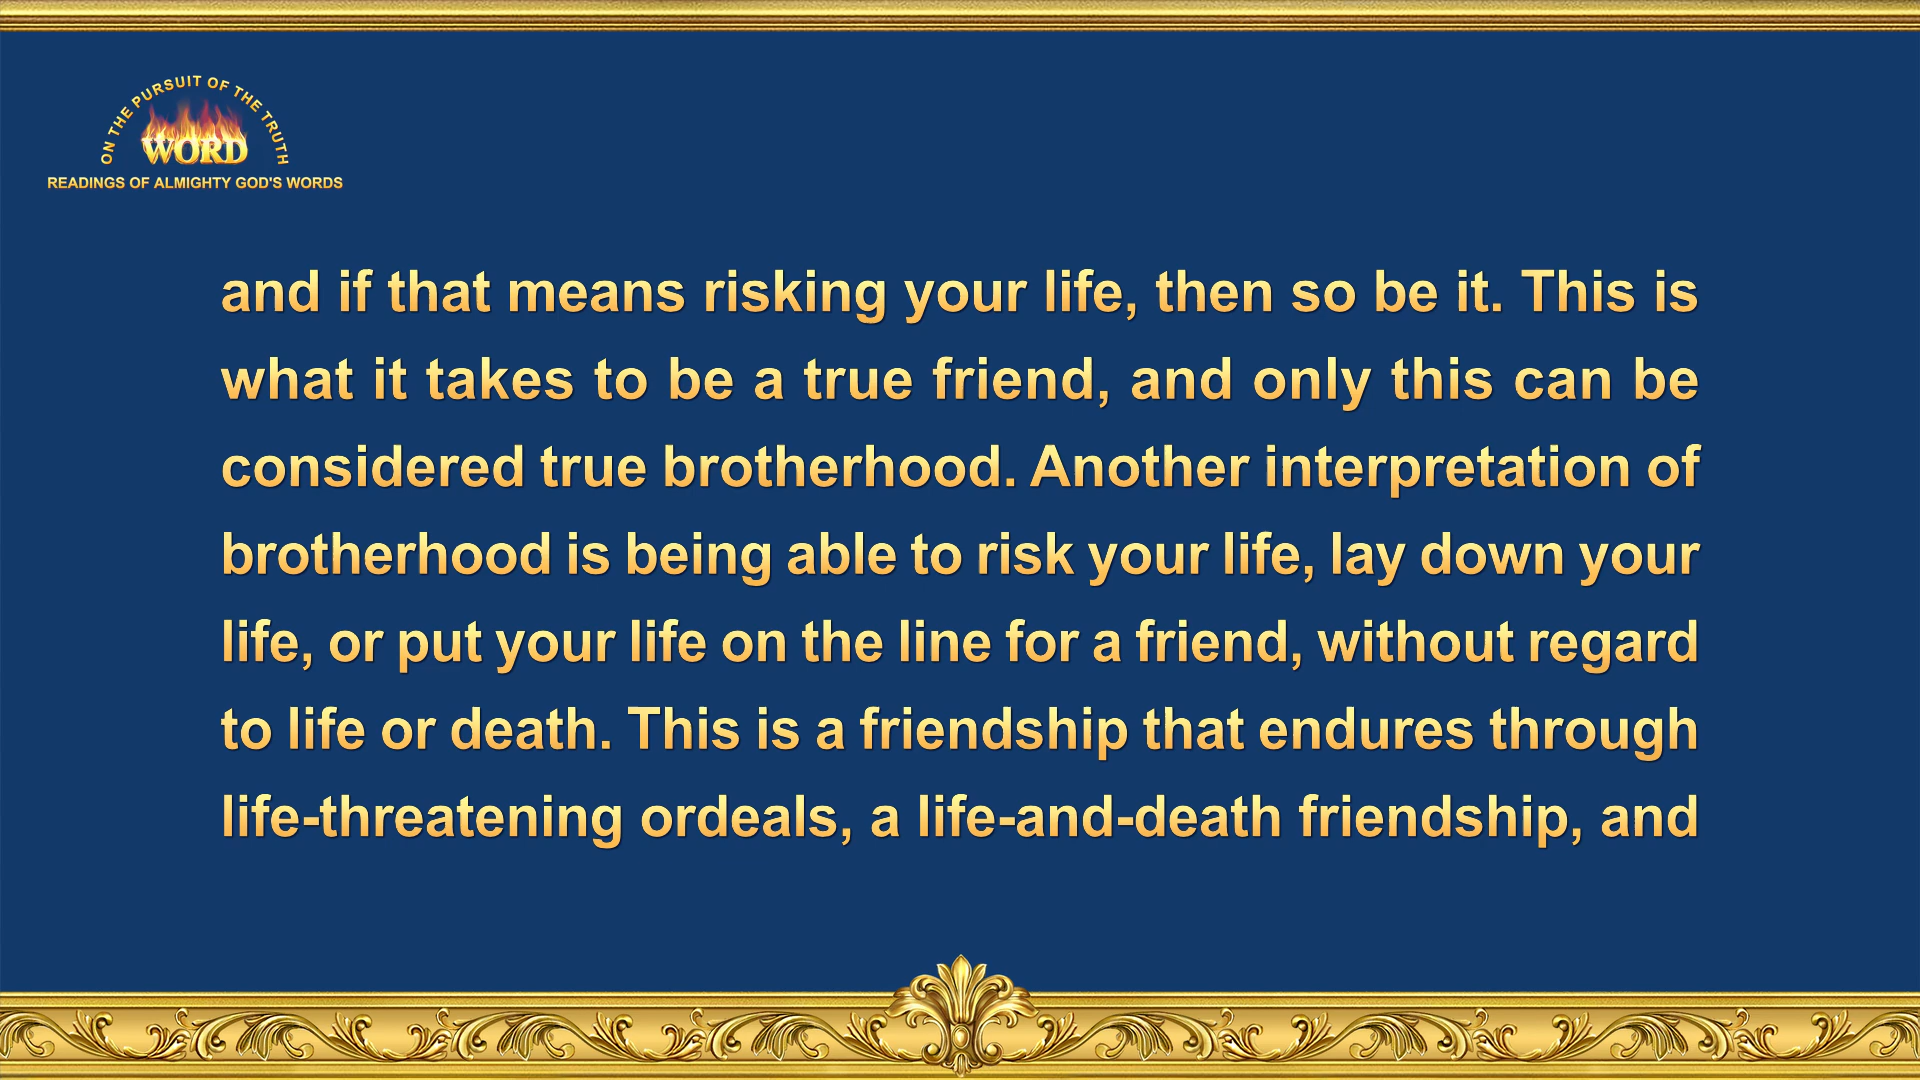 ON THE PURSUIT OF THE TRUTH
WORD
READINGS OF ALMIGHTY GOD'S WORDS
and if that means risking your life, then so be it. This is
what it takes to be a true friend, and only this can be
considered true brotherhood. Another interpretation of
brotherhood is being able to risk your life, lay down your
life, or put your life on the line for a friend, without regard
to life or death. This is a friendship that endures through
life-threatening ordeals, a life-and-death friendship, and